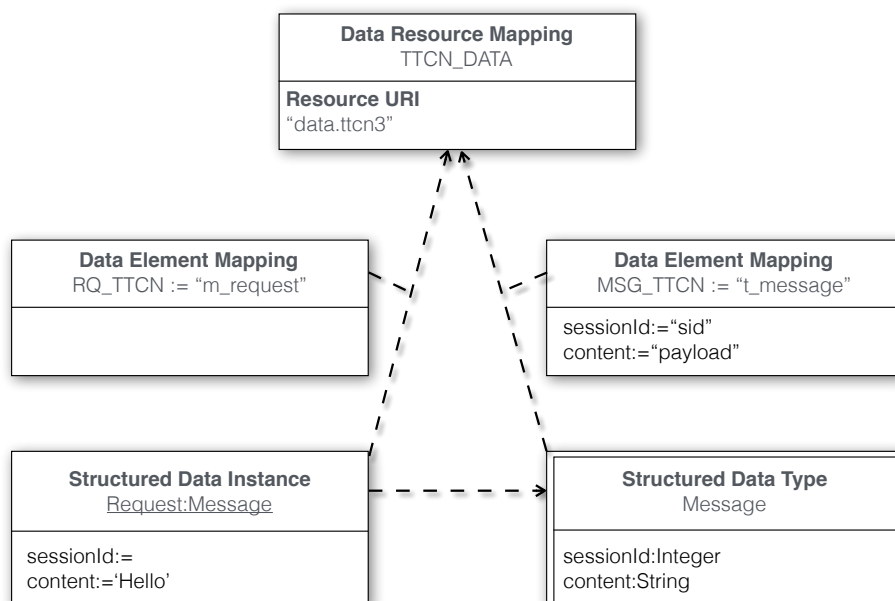 Data Resource Mapping
TTCN_DATA
Resource URI
“data.ttcn3”
Data Element Mapping
RQ_TTCN := “m_request”
Data Element Mapping
MSG_TTCN := “t_message”
sessionId:=“sid”
content:=“payload”
Structured Data Instance
Request:Message
sessionId:=
content:=‘Hello’
Structured Data Type
Message
sessionId:Integer
content:String